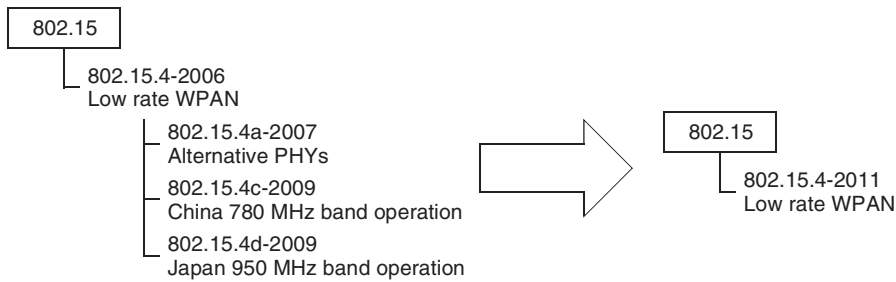 802.15
802.15.4-2006
Low rate WPAN
802.15.4a-2007
Alternative PHYs
802.15.4c-2009
China 780 MHz band operation
802.15.4d-2009
Japan 950 MHz band operation
802.15
802.15.4-2011
Low rate WPAN